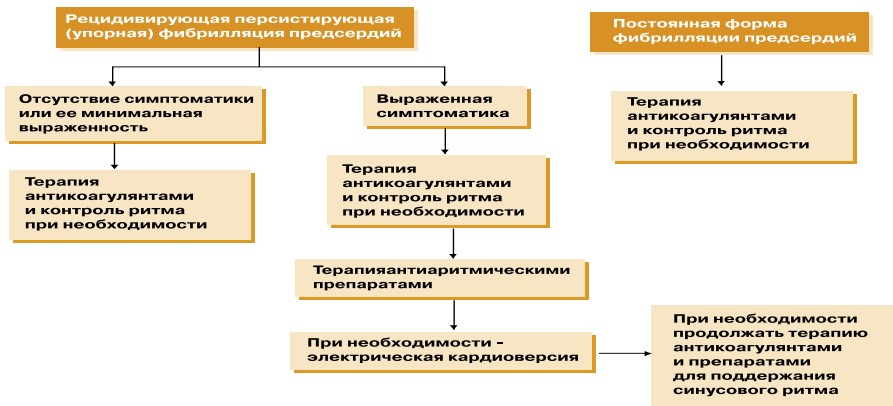 Рецидивирующая персистирующая
(упорная) фибрилляция предсердий
Постоянная форма
фибрилляции предсердий
Отсутствие симптоматики
или ее минимальная
выраженность
Выраженная
симптоматика
Терапия
антикоагулянтами
и контроль ритма
при необходимости
Терапия
антикоагулянтами
и контроль ритма
при необходимости
Терапия
антикоагулянтами
и контроль ритма
при необходимости
Терапияантиаритмическими
препаратами
При необходимости –
электрическая кардиоверсия
При необходимости
продолжать терапию
антикоагулянтами
и препаратами
для поддержания
синусового ритма